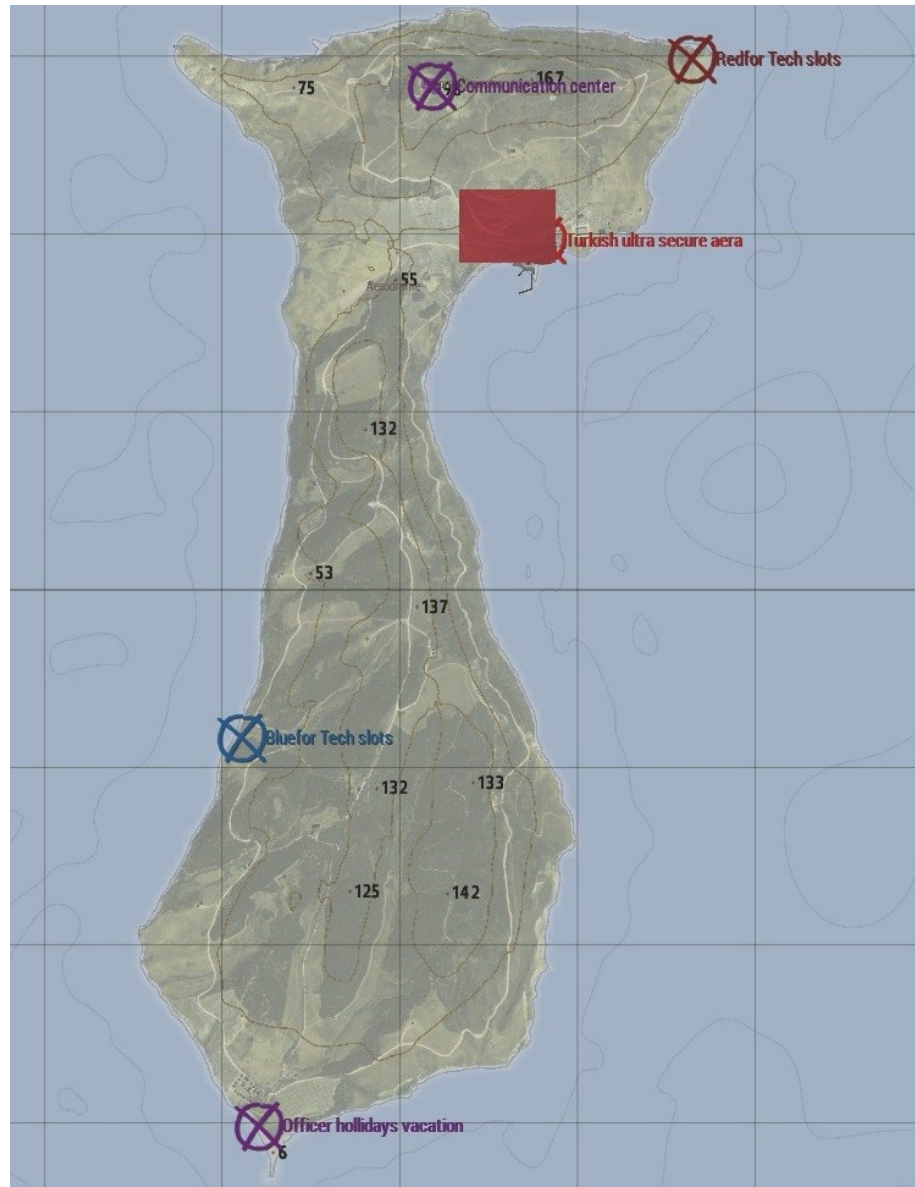 Redfor Tech slots
75
Communication center
167
Turkish ultra secure aera
55
Aerodrome
132
53
137
Bluefor Tech slots
132
133
125
142
Officer hollidays vacation
6